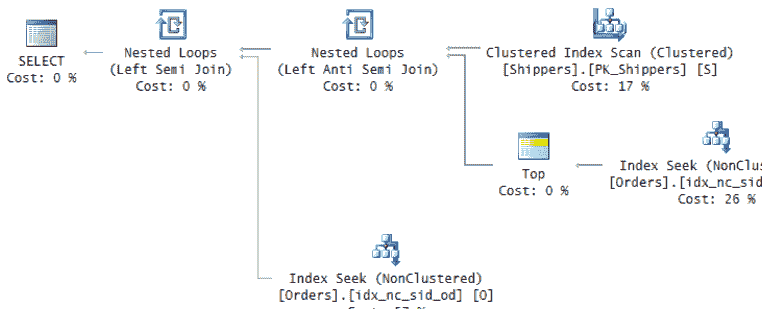 SELECT
Cost: 0 %
Nested Loops
(Left Semi Join)
Cost: 0 %
Nested Loops
(Left Anti Semi Join)
Cost: 0 %
Clustered Index Scan (Clustered)
[Shippers].[PK_Shippers] [S]
Cost: 17 %
Top
Cost: 0 %
Index Seek (NonClus
[Orders].[idx_nc_sid
Cost: 26 %
Index Seek (NonClustered)
[Orders].[idx_nc_sid_od] [O]